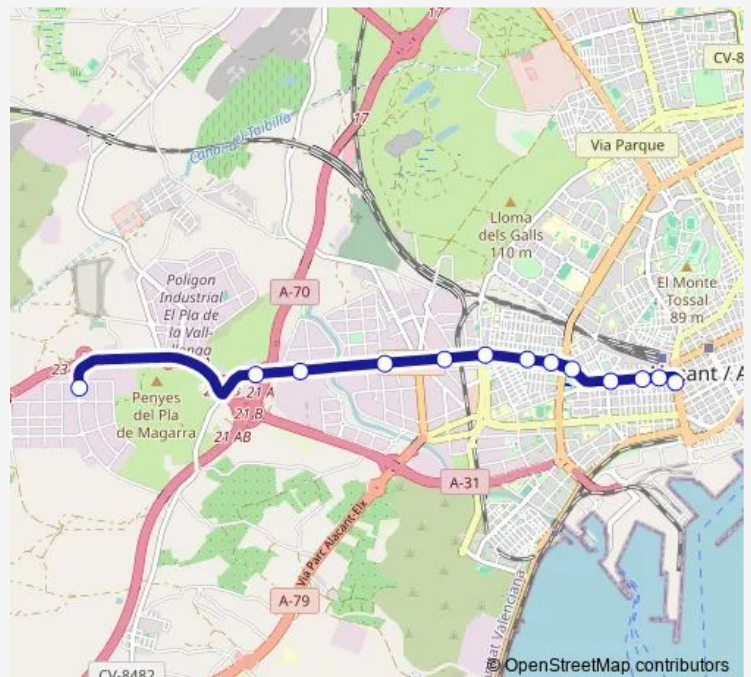 17
CV-8
Canal del Taibilla
17
Via Parque
Lloma
dels Galls
110 m
El Monte
Tossal
89 m
Polígon
Industrial
El Pla de
la Vall-
llonga
A-70
23
Penyes
del Pla
de Magarra
21 A
21 B
21 AB
A-31
Via Parc Alacant-Elx
A-79
CV-8482
© OpenStreetMap contributors